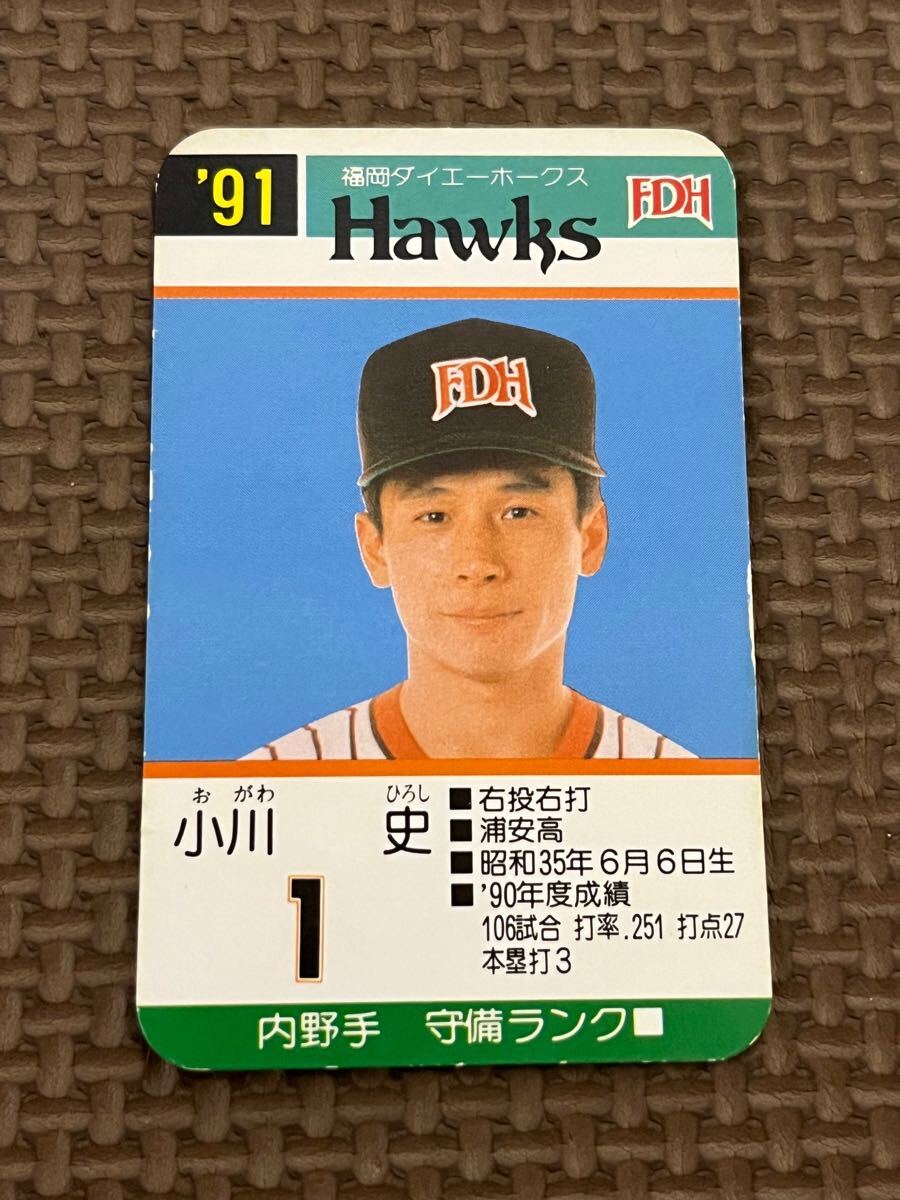 '91
福岡ダイエーホークス
Hawks
FDH
FDH
おがわ ひろし
小川 史
1
■右投右打
■浦安高
■昭和35年6月6日生
■'90年度成績
106試合 打率.251 打点27
本塁打3
内野手 守備ランク■